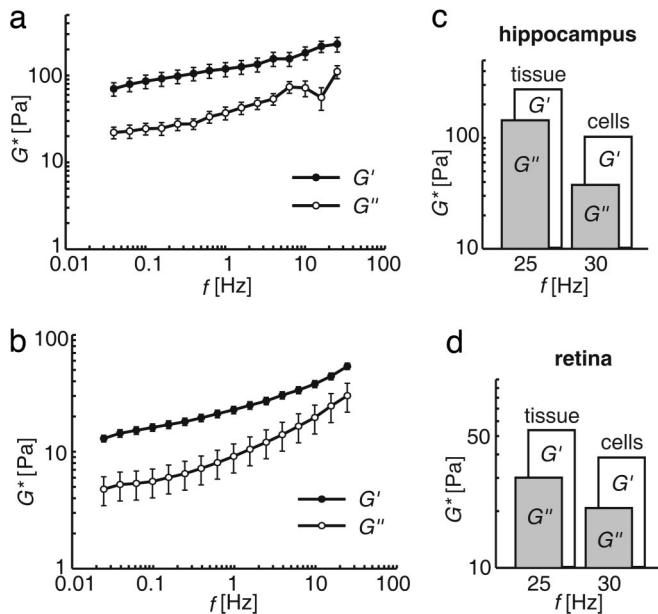 a
100
10
1
G* [Pa]
G'
G''
0.01 0.1 1 10 100
f [Hz]
b
100
10
1
G* [Pa]
G'
G''
0.01 0.1 1 10 100
f [Hz]
c
hippocampus
tissue
G'
cells
100
G* [Pa]
G'' G'
G''
10
25 30
f [Hz]
d
retina
tissue
50
cells
G' G'
G* [Pa]
G'' G''
10
25 30
f [Hz]